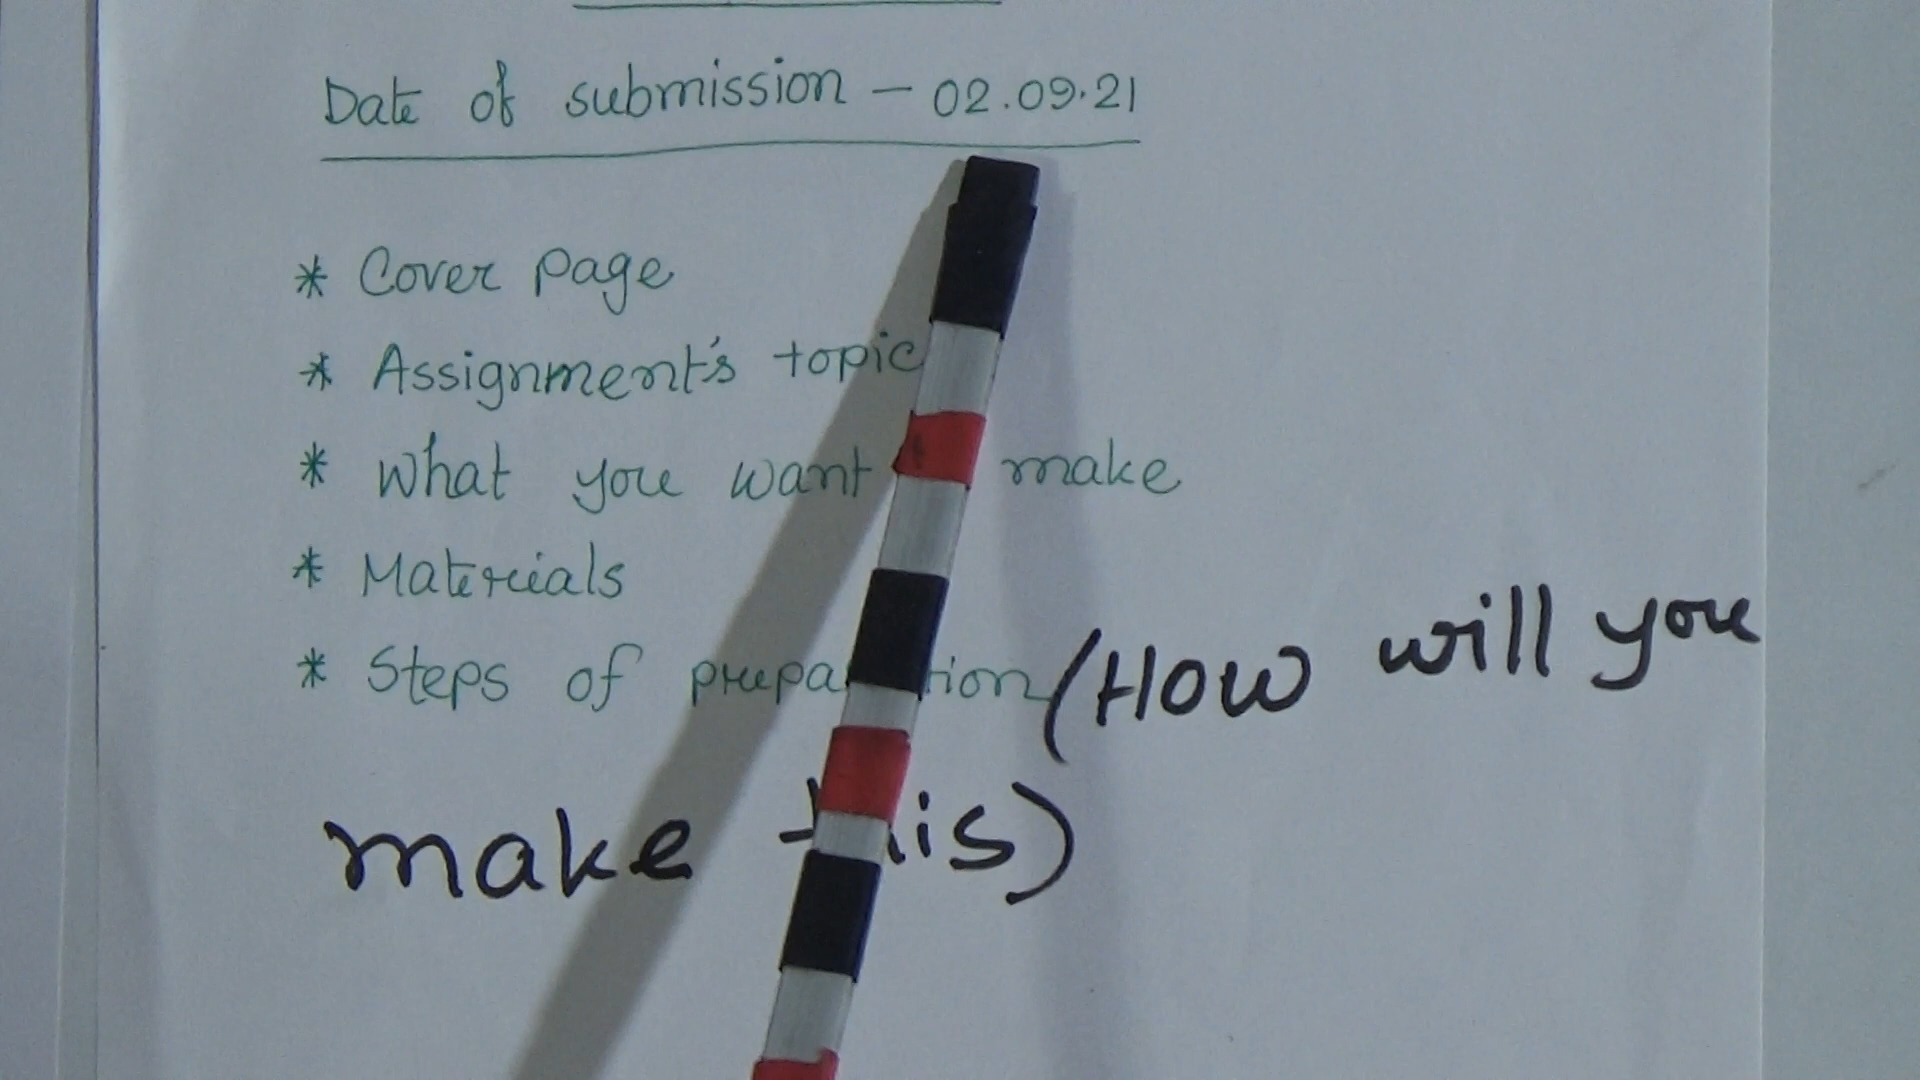 Date of submission - 02.09.21
* Cover page
* Assignment's topic
* What you want make
* Materials
* Steps of (How will you
make this)